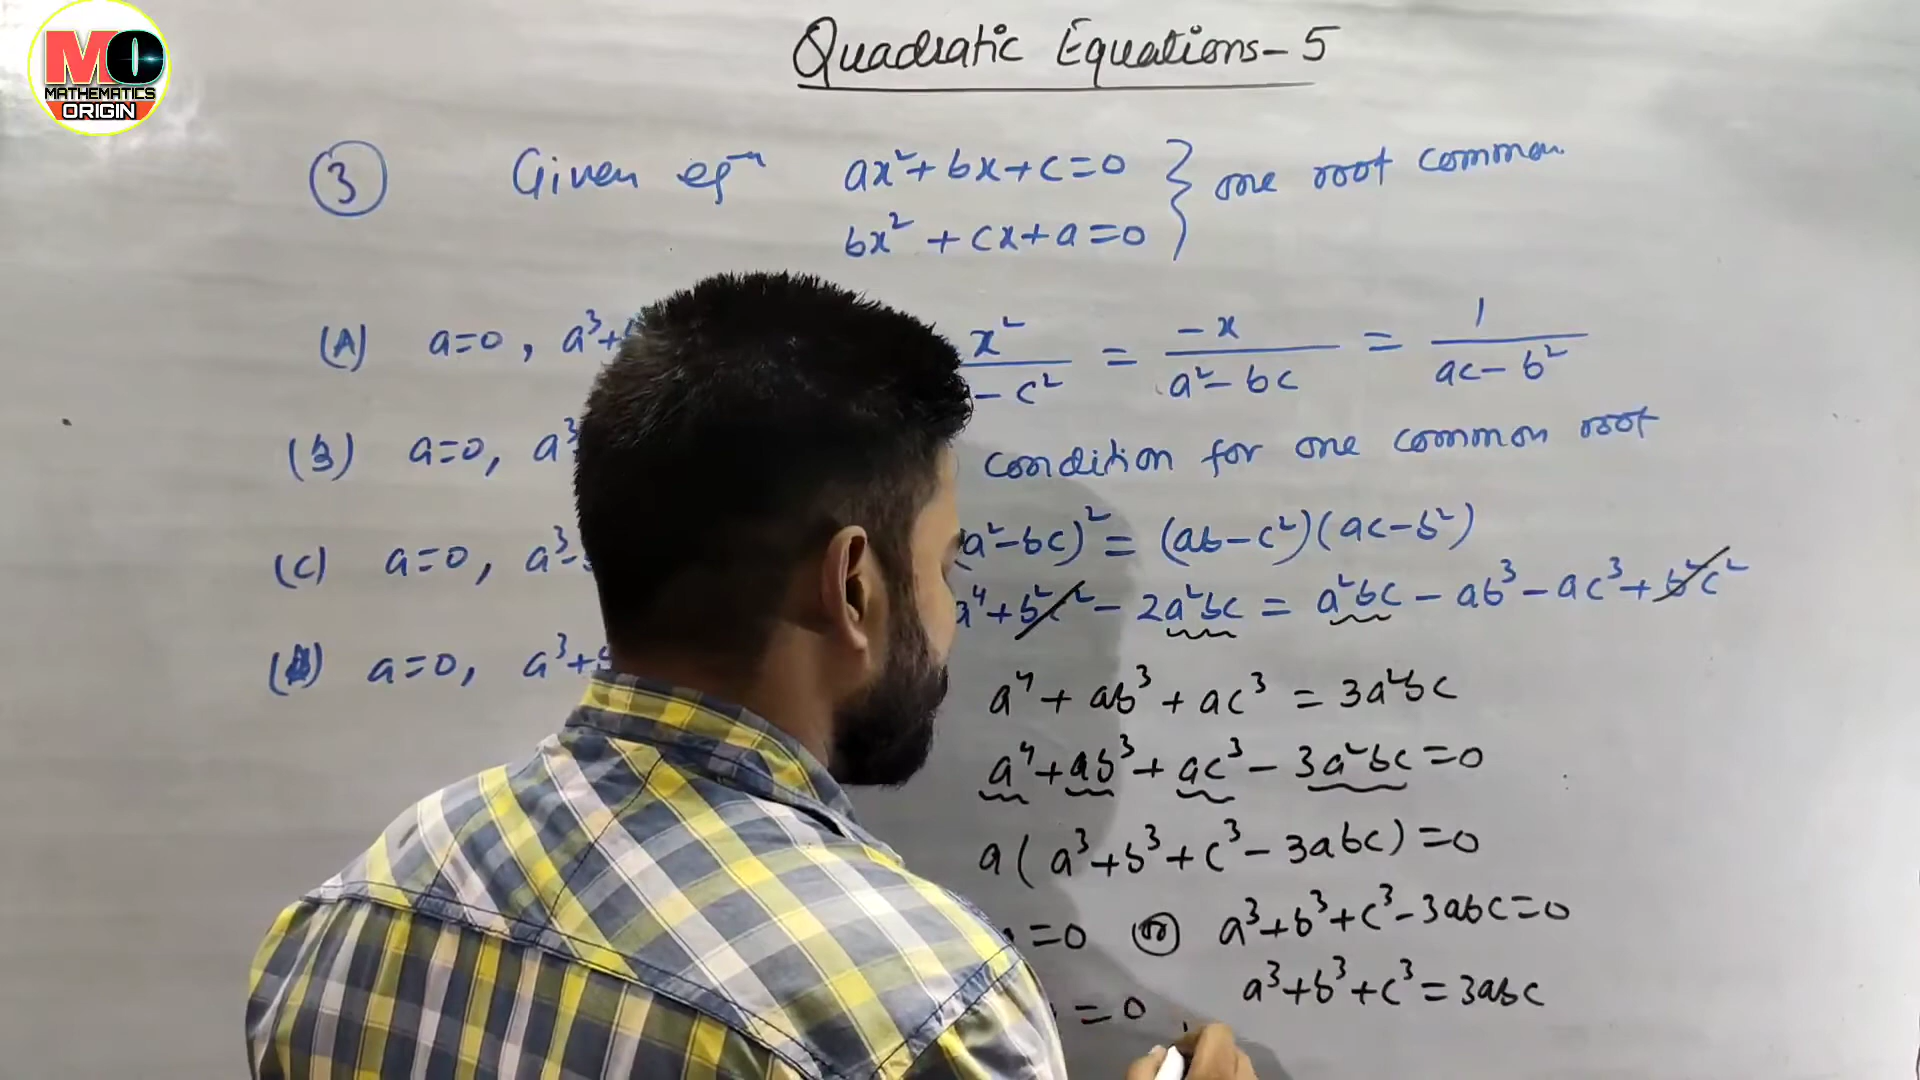 MO
MATHEMATICS
ORIGIN
Quadratic Equations-5
③ Given eqⁿ ax²+bx+c=0 } one root common
bx²+cx+a=0
(A) a=0, a³+
x² / -c² = -x / a²-bc = 1 / ac-b²
(B) a=0, a³
condition for one common root
(a²-bc)² = (ab-c²)(ac-b²)
(C) a=0, a³-
a⁴+b²c²-2a²bc = a²bc-ab³-ac³+b²c²
a=0, a³+
a⁴+ab³+ac³ = 3a²bc
a⁴+ab³+ac³-3a²bc=0
a(a³+b³+c³-3abc)=0
=0 or a³+b³+c³-3abc=0
=0 a³+b³+c³=3abc